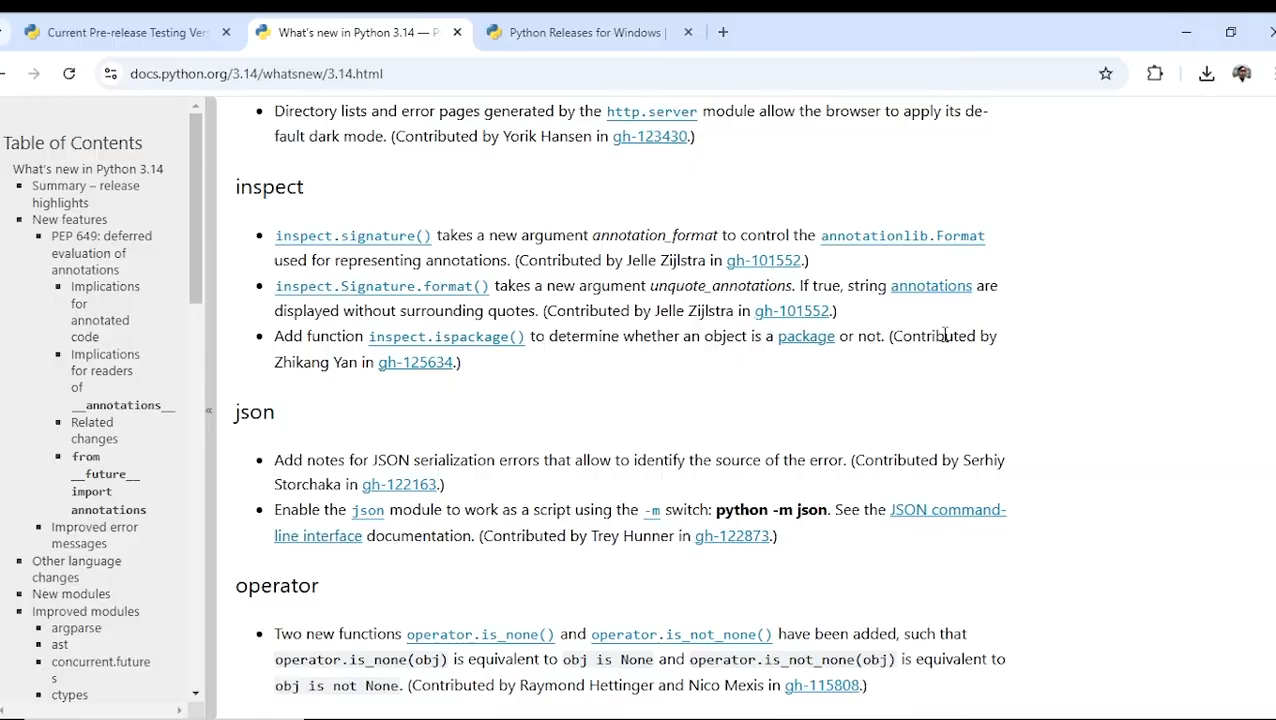 Current Pre-release Testing Ver
What's new in Python 3.14 — P
Python Releases for Windows |
docs.python.org/3.14/whatsnew/3.14.html
Table of Contents
What's new in Python 3.14
Summary – release
highlights
New features
PEP 649: deferred
evaluation of
annotations
Implications
for
annotated
code
Implications
for readers
of
__annotations__
Related
changes
from
__future__
import
annotations
Improved error
messages
Other language
changes
New modules
Improved modules
argparse
ast
concurrent.future
s
ctypes
Directory lists and error pages generated by the http.server module allow the browser to apply its de-
fault dark mode. (Contributed by Yorik Hansen in gh-123430.)
inspect
inspect.signature() takes a new argument annotation_format to control the annotationlib.Format
used for representing annotations. (Contributed by Jelle Zijlstra in gh-101552.)
inspect.Signature.format() takes a new argument unquote_annotations. If true, string annotations are
displayed without surrounding quotes. (Contributed by Jelle Zijlstra in gh-101552.)
Add function inspect.ispackage() to determine whether an object is a package or not. (Contributed by
Zhikang Yan in gh-125634.)
json
Add notes for JSON serialization errors that allow to identify the source of the error. (Contributed by Serhiy
Storchaka in gh-122163.)
Enable the json module to work as a script using the -m switch: python -m json. See the JSON command-
line interface documentation. (Contributed by Trey Hunner in gh-122873.)
operator
Two new functions operator.is_none() and operator.is_not_none() have been added, such that
operator.is_none(obj) is equivalent to obj is None and operator.is_not_none(obj) is equivalent to
obj is not None. (Contributed by Raymond Hettinger and Nico Mexis in gh-115808.)